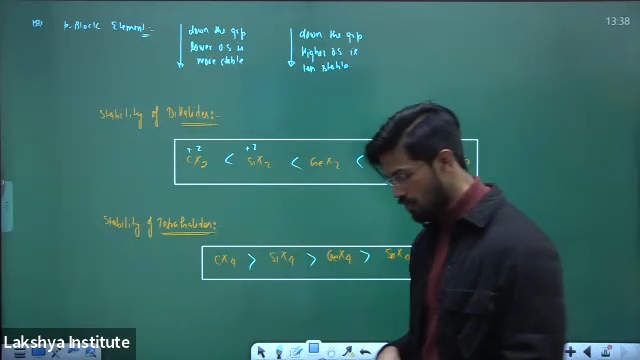 13:38
p-Block Element
down the grp
lower o.s is
more stable
down the grp
Higher o.s is
less stable
Stability of Dihalides:-
+2 +2
CX2 < SiX2 < GeX2 <
Stability of Tetrahalides:-
CX4 > SiX4 > GeX4 > SnX4
Lakshya Institute